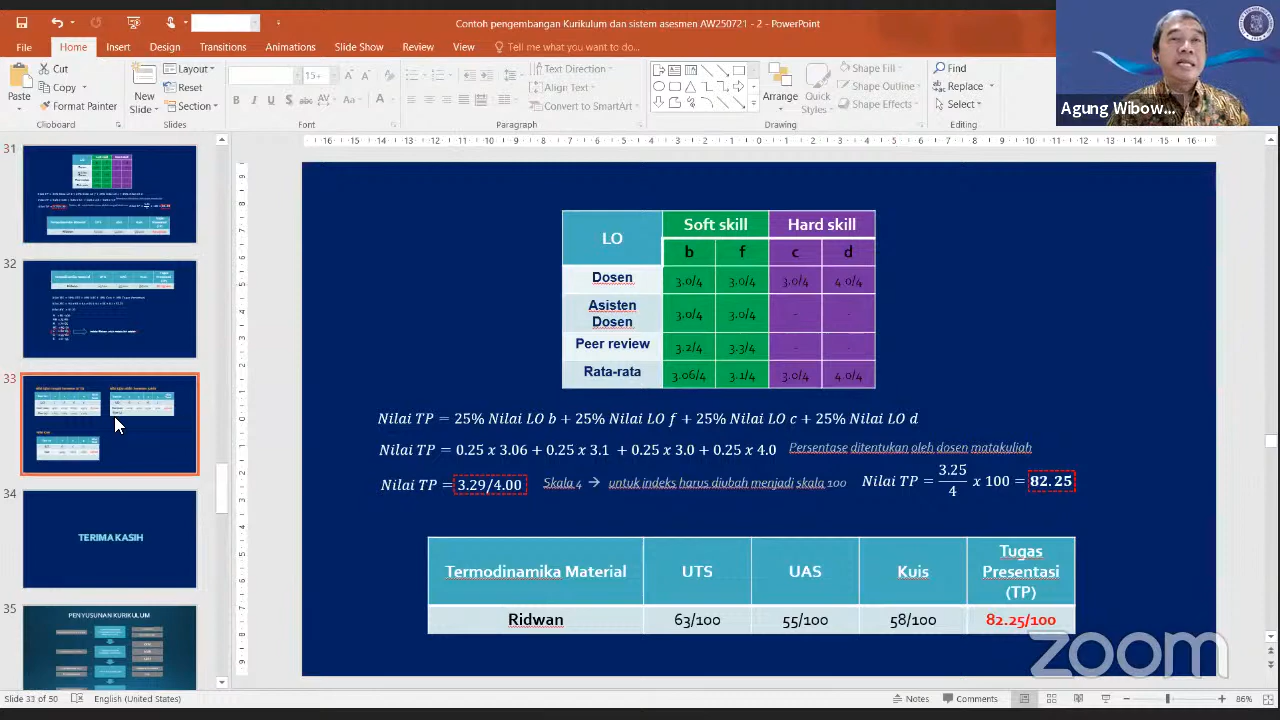 Contoh pengembangan Kurikulum dan sistem asesmen AW250721 - 2 - PowerPoint
File Home Insert Design Transitions Animations Slide Show Review View Tell me what you want to do...
Cut
Copy
Format Painter
Paste
Clipboard
New Slide
Layout
Reset
Section
Slides
15+
B I U S abc
Font
Text Direction
Align Text
Convert to SmartArt
Paragraph
Arrange
Quick Styles
Shape Fill
Shape Outline
Shape Effects
Drawing
Find
Replace
Select
Editing
Agung Wibow...
31
32
33
34
TERIMA KASIH
35
PENYUSUNAN KURIKULUM
LO Soft skill Hard skill
b f c d
Dosen 3.0/4 3.0/4 3.0/4 4.0/4
Asisten Dosen 3.0/4 3.0/4 - -
Peer review 3.2/4 3.3/4 - -
Rata-rata 3.06/4 3.1/4 3.0/4 4.0/4
Nilai TP = 25% Nilai LO b + 25% Nilai LO f + 25% Nilai LO c + 25% Nilai LO d
Nilai TP = 0.25 x 3.06 + 0.25 x 3.1 + 0.25 x 3.0 + 0.25 x 4.0 Persentase ditentukan oleh dosen matakuliah
Nilai TP = 3.29/4.00 Skala 4 → untuk indeks harus diubah menjadi skala 100 Nilai TP = 3.25/4 x 100 = 82.25
Termodinamika Material UTS UAS Kuis Tugas Presentasi (TP)
Ridwan 63/100 55/100 58/100 82.25/100
zoom
Slide 33 of 50 English (United States) Notes Comments 86%